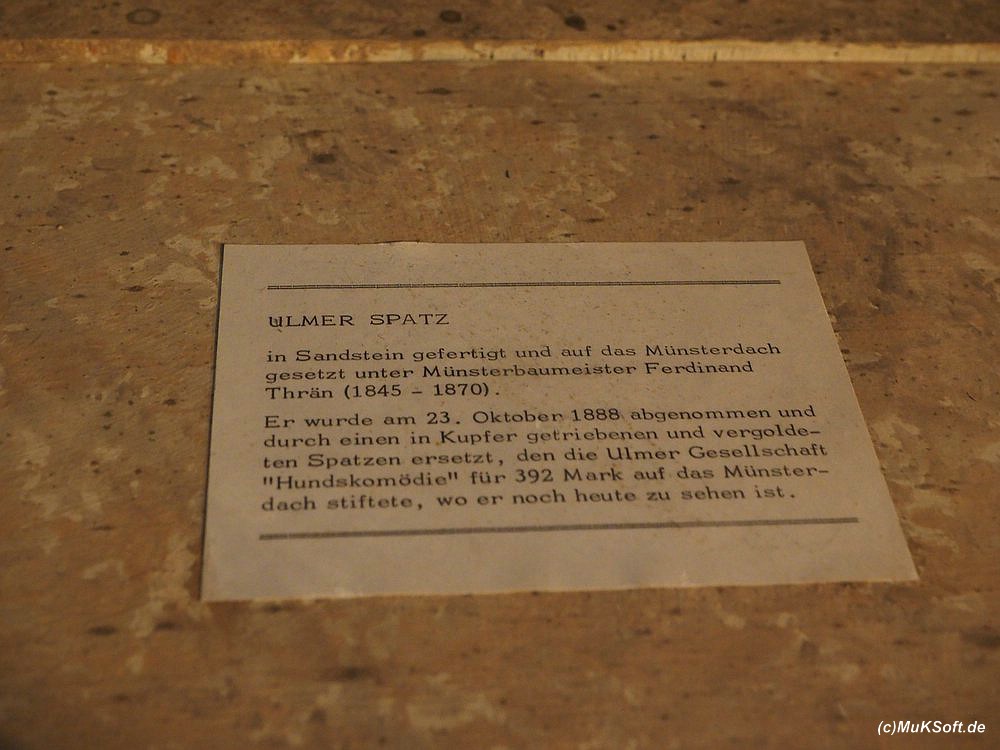 ULMER SPATZ
in Sandstein gefertigt und auf das Münsterdach
gesetzt unter Münsterbaumeister Ferdinand
Thrän (1845 - 1870).
Er wurde am 23. Oktober 1888 abgenommen und
durch einen in Kupfer getriebenen und vergolde-
ten Spatzen ersetzt, den die Ulmer Gesellschaft
"Hundskomödie" für 392 Mark auf das Münster-
dach stiftete, wo er noch heute zu sehen ist.
(c)MuKSoft.de